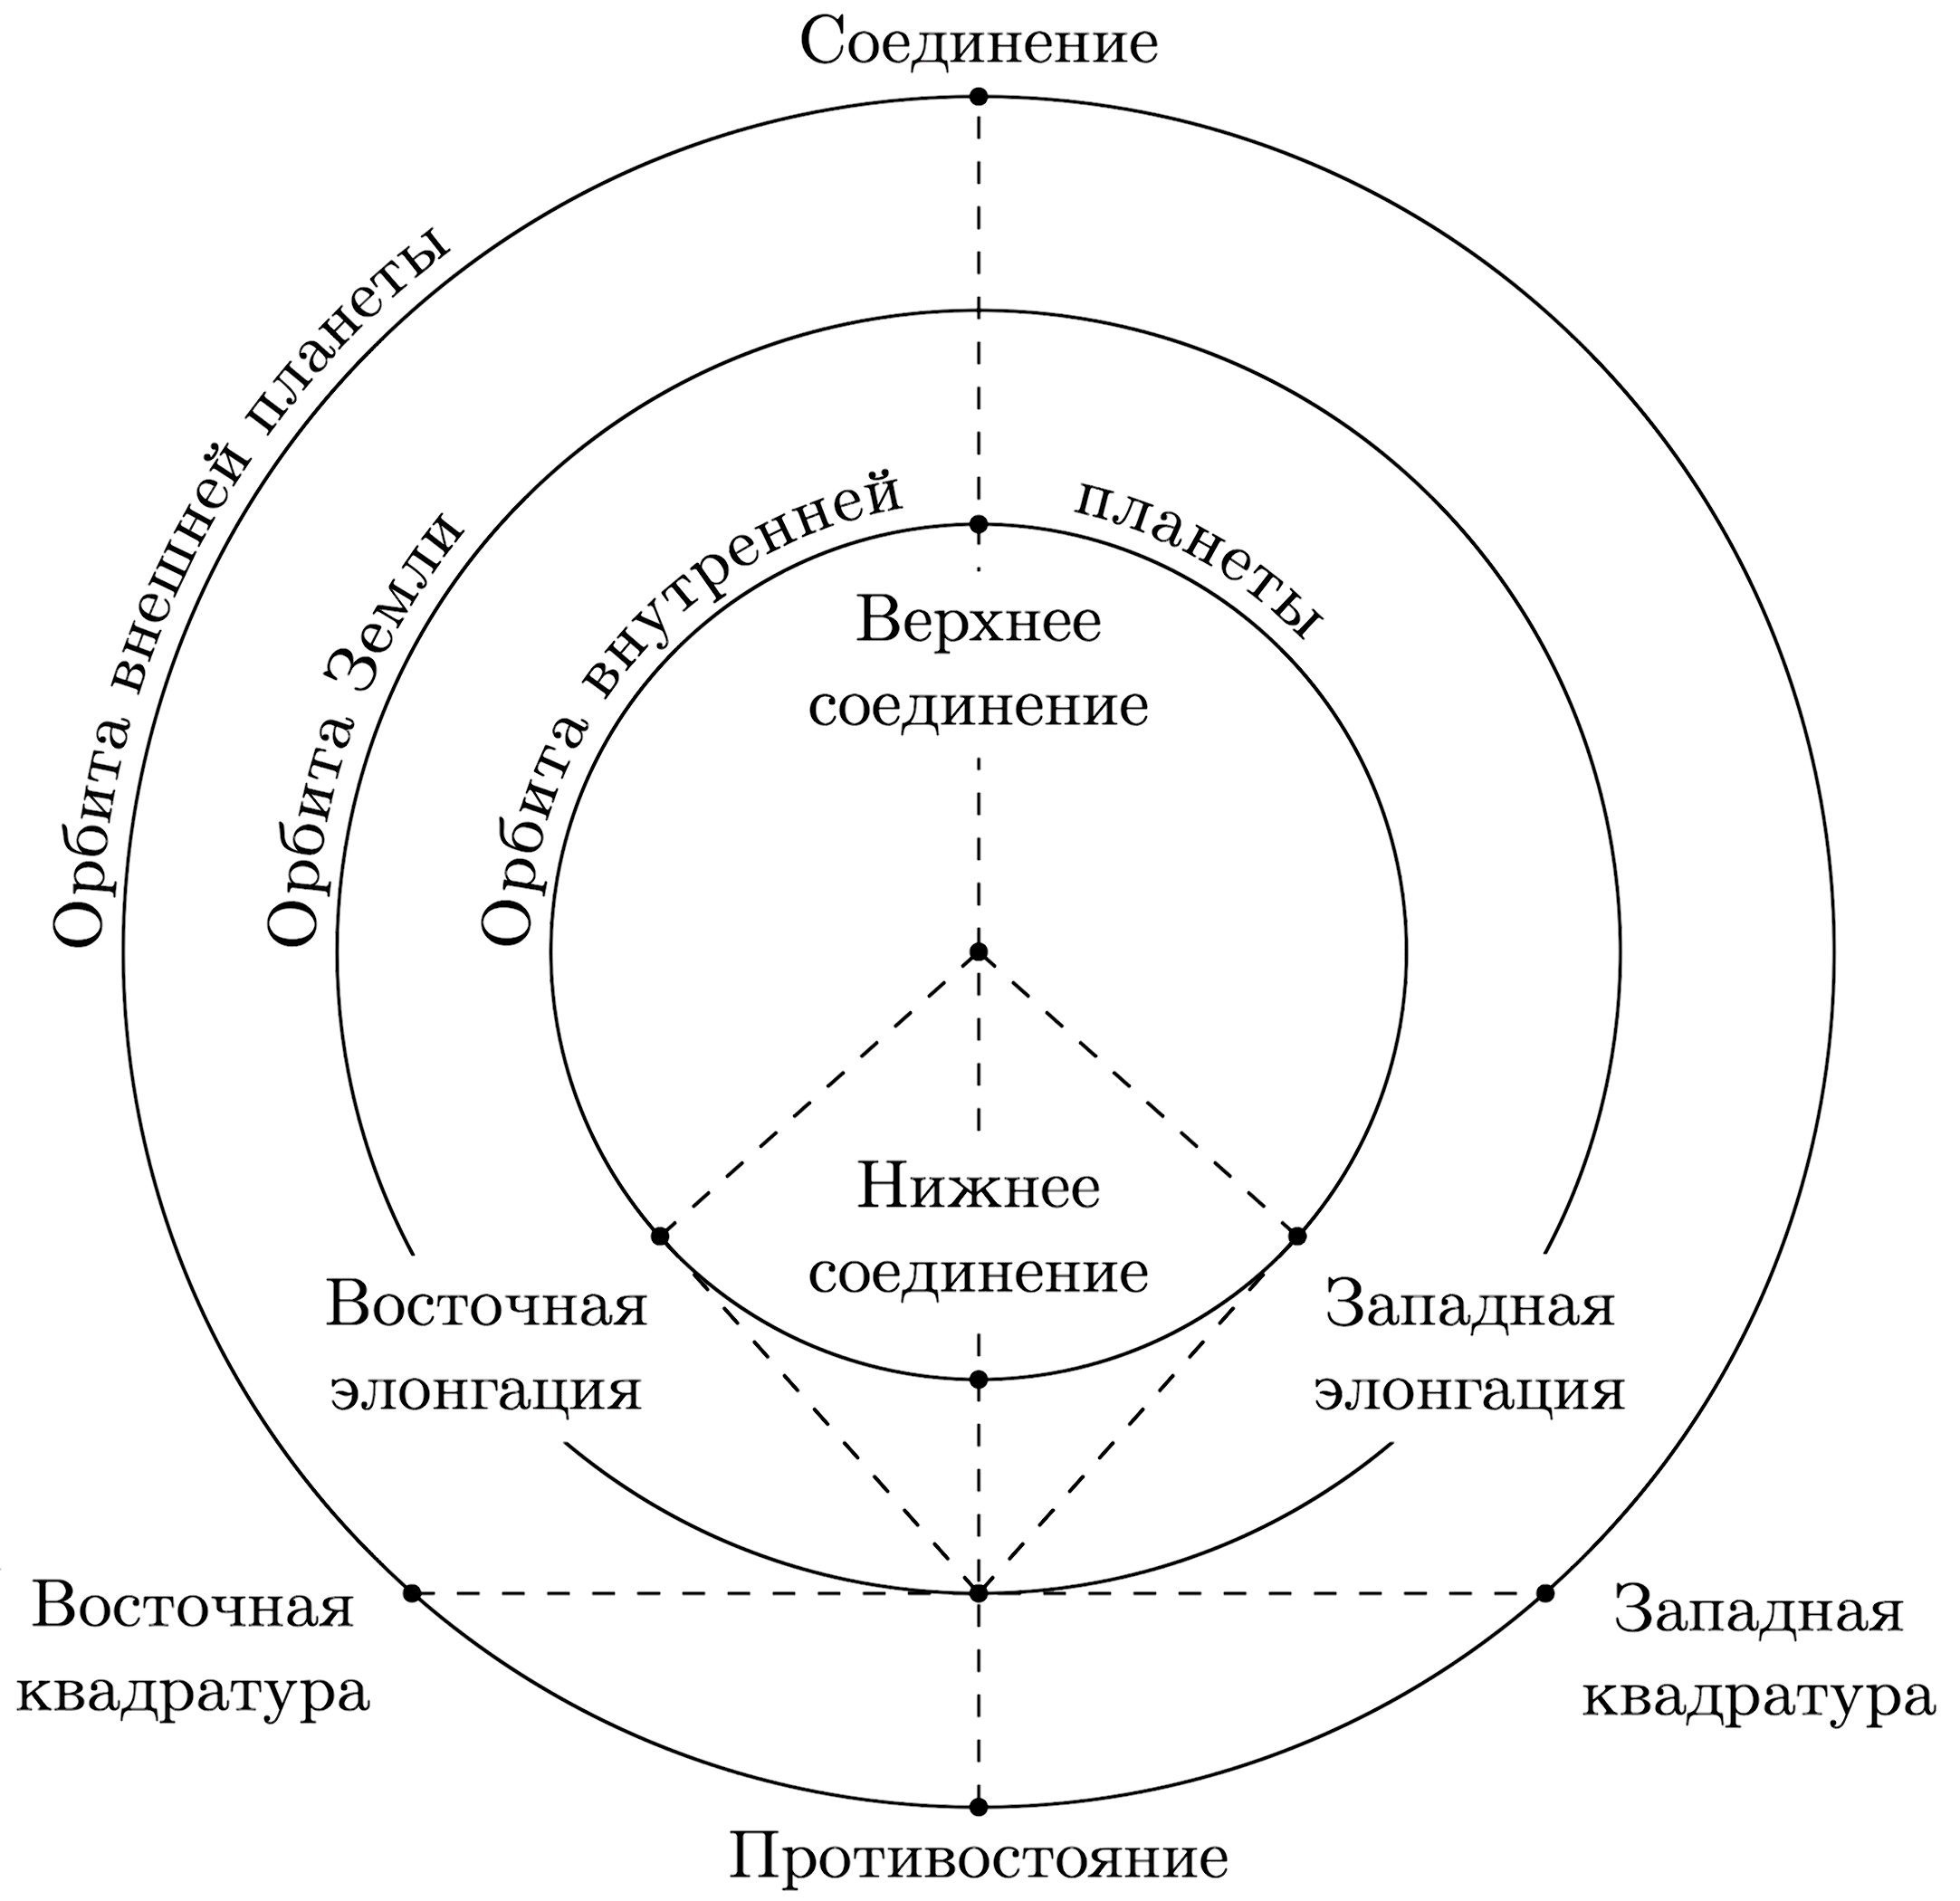 Соединение
Орбита внешней планеты
Орбита Земли
Орбита внутренней планеты
Верхнее
соединение
Нижнее
соединение
Восточная
элонгация
Западная
элонгация
Восточная
квадратура
Западная
квадратура
Противостояние